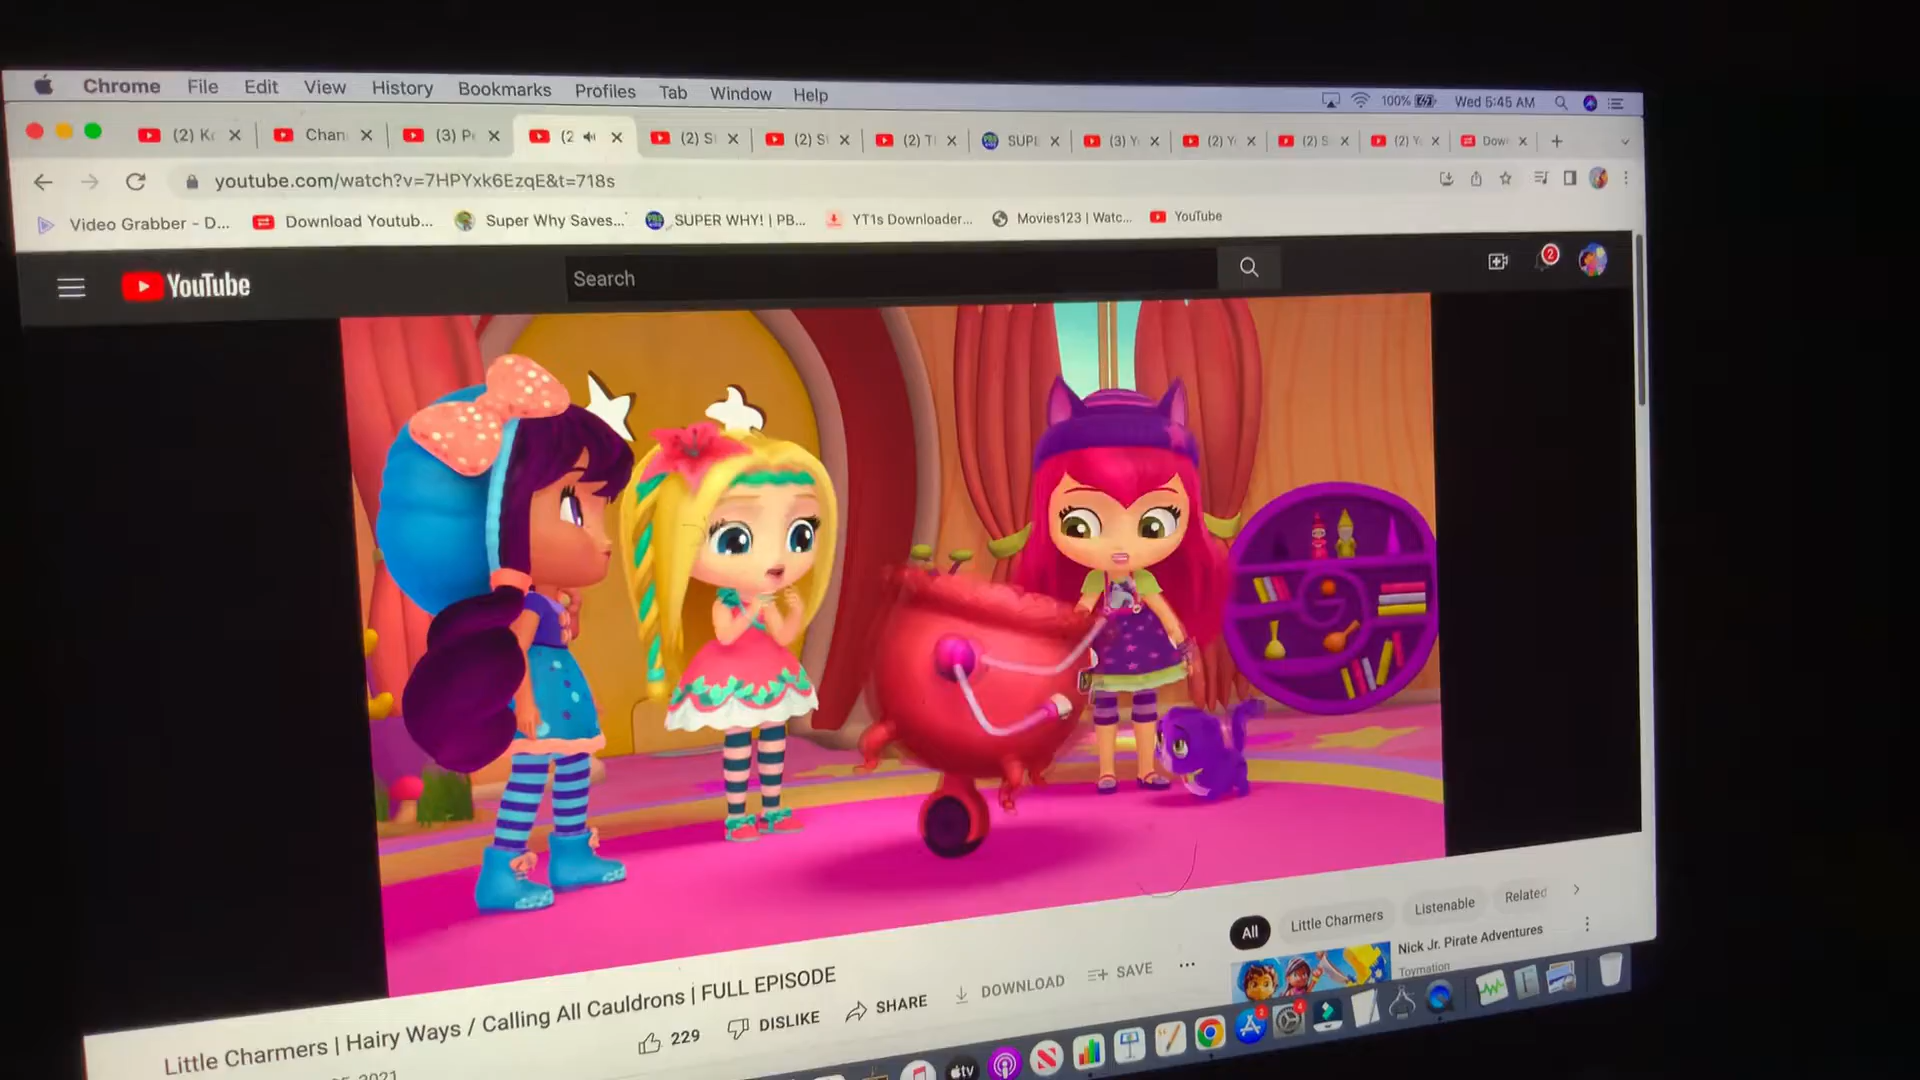 Chrome File Edit View History Bookmarks Profiles Tab Window Help 100% Wed 5:45 AM
(2) Chan (3) (2 (2) S (2) S (2) T SUPE (3) Y (2) Y (2) S (2) Y Dow
youtube.com/watch?v=7HPYxk6EzqE&t=718s
Video Grabber - D... Download Youtub... Super Why Saves... SUPER WHY! | PB... YT1s Downloader... Movies123 | Watc... YouTube
YouTube Search 2
All Little Charmers Listenable Related
Nick Jr. Pirate Adventures
Toymation
Little Charmers | Hairy Ways / Calling All Cauldrons | FULL EPISODE
229 DISLIKE SHARE DOWNLOAD SAVE ...
2021
tv